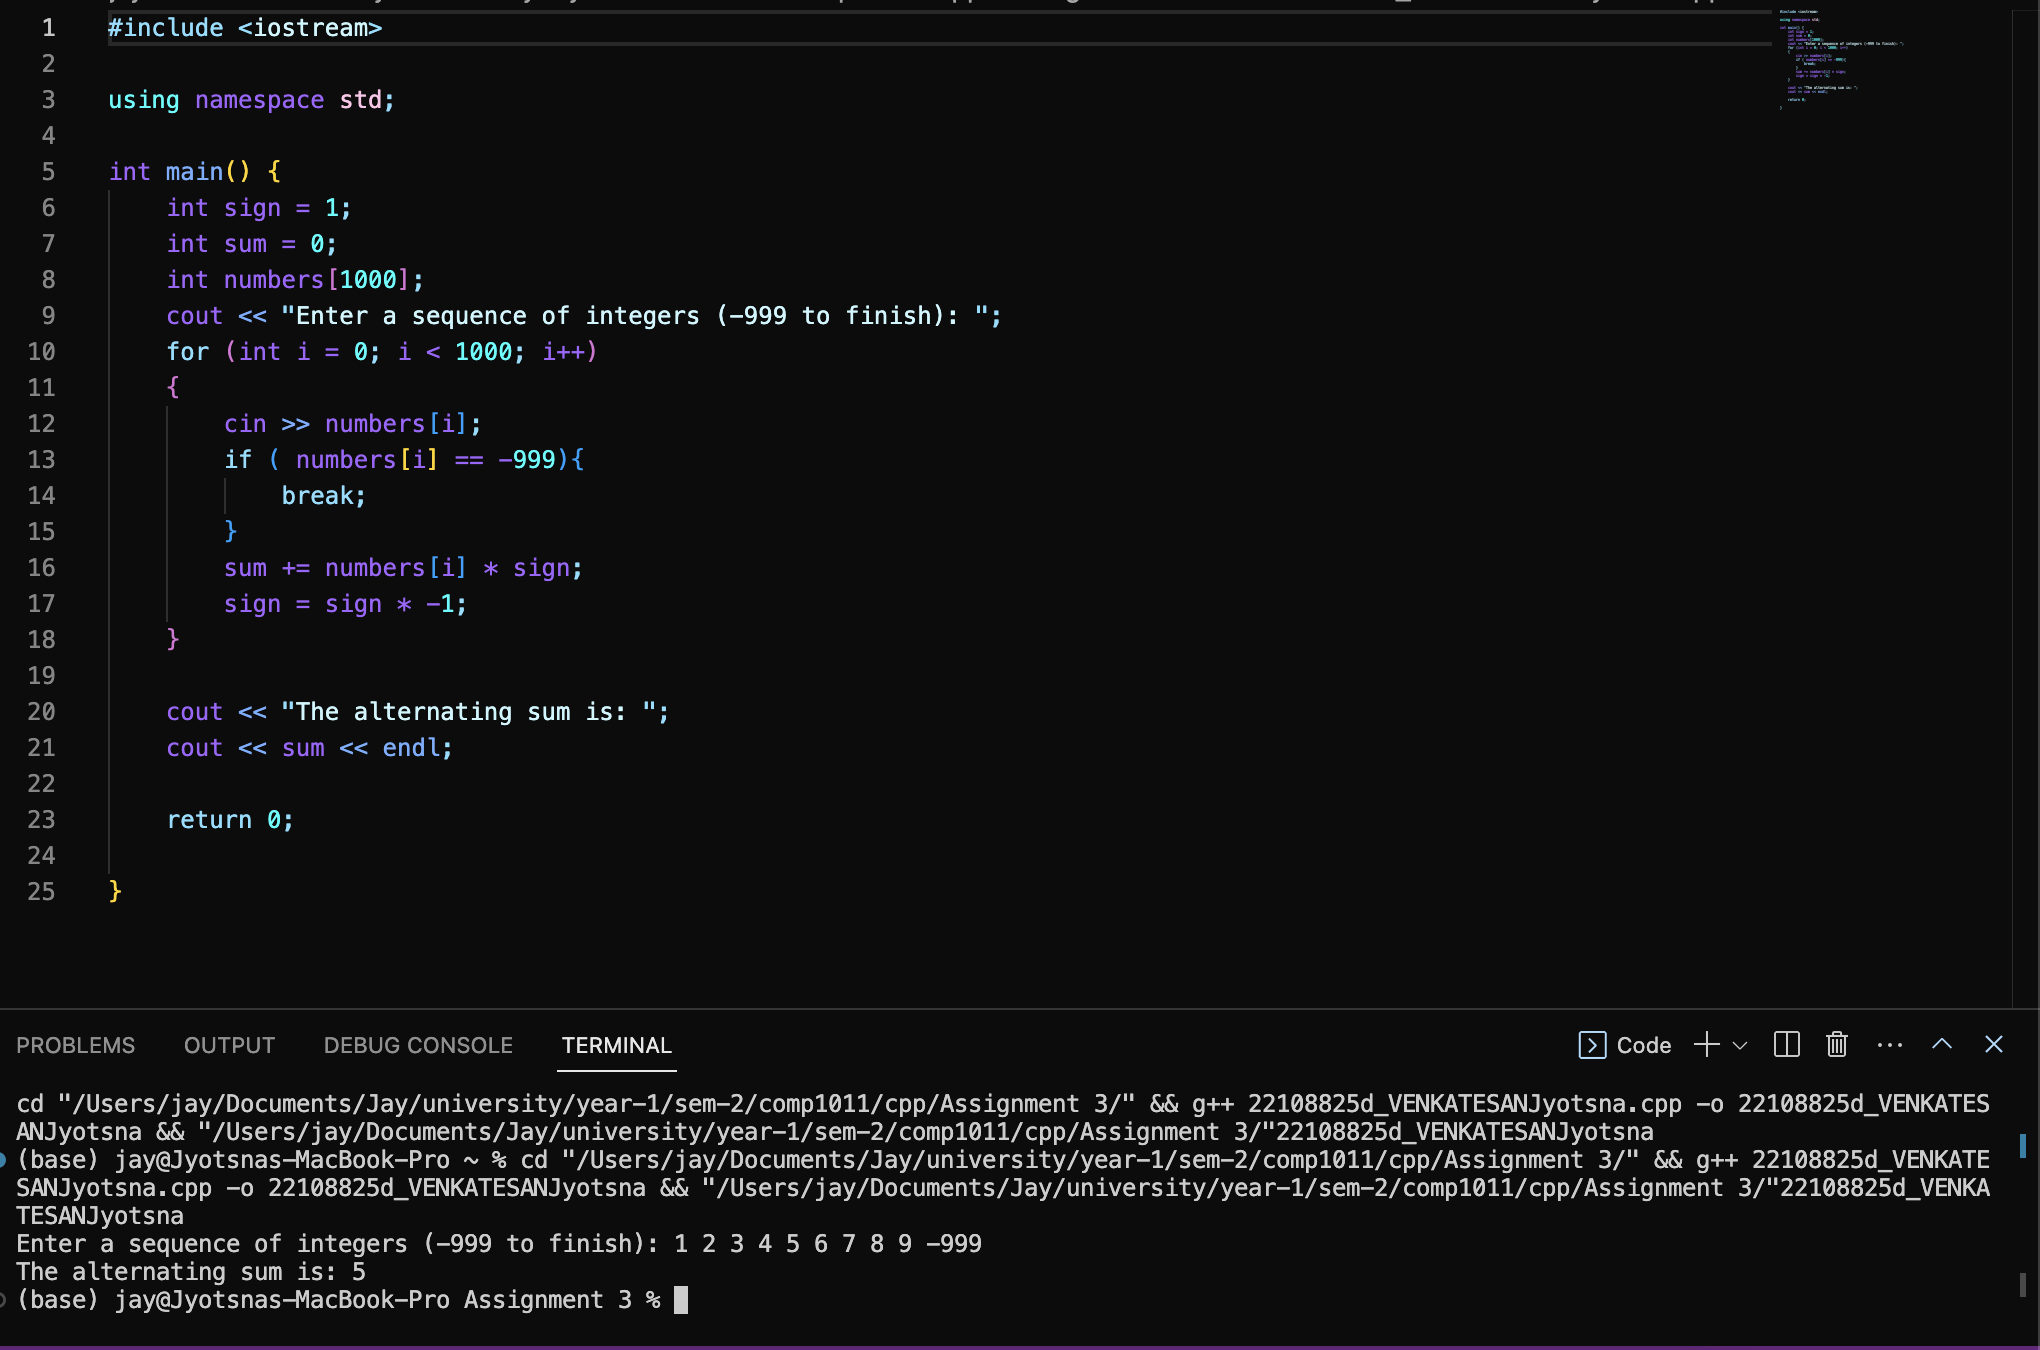 1 #include <iostream>
2
3 using namespace std;
4
5 int main() {
6     int sign = 1;
7     int sum = 0;
8     int numbers[1000];
9     cout << "Enter a sequence of integers (-999 to finish): ";
10     for (int i = 0; i < 1000; i++)
11     {
12         cin >> numbers[i];
13         if ( numbers[i] == -999){
14             break;
15         }
16         sum += numbers[i] * sign;
17         sign = sign * -1;
18     }
19
20     cout << "The alternating sum is: ";
21     cout << sum << endl;
22
23     return 0;
24
25 }
PROBLEMS OUTPUT DEBUG CONSOLE TERMINAL Code
cd "/Users/jay/Documents/Jay/university/year-1/sem-2/comp1011/cpp/Assignment 3/" && g++ 22108825d_VENKATESANJyotsna.cpp -o 22108825d_VENKATES
ANJyotsna && "/Users/jay/Documents/Jay/university/year-1/sem-2/comp1011/cpp/Assignment 3/"22108825d_VENKATESANJyotsna
(base) jay@Jyotsnas-MacBook-Pro ~ % cd "/Users/jay/Documents/Jay/university/year-1/sem-2/comp1011/cpp/Assignment 3/" && g++ 22108825d_VENKATE
SANJyotsna.cpp -o 22108825d_VENKATESANJyotsna && "/Users/jay/Documents/Jay/university/year-1/sem-2/comp1011/cpp/Assignment 3/"22108825d_VENKA
TESANJyotsna
Enter a sequence of integers (-999 to finish): 1 2 3 4 5 6 7 8 9 -999
The alternating sum is: 5
(base) jay@Jyotsnas-MacBook-Pro Assignment 3 %